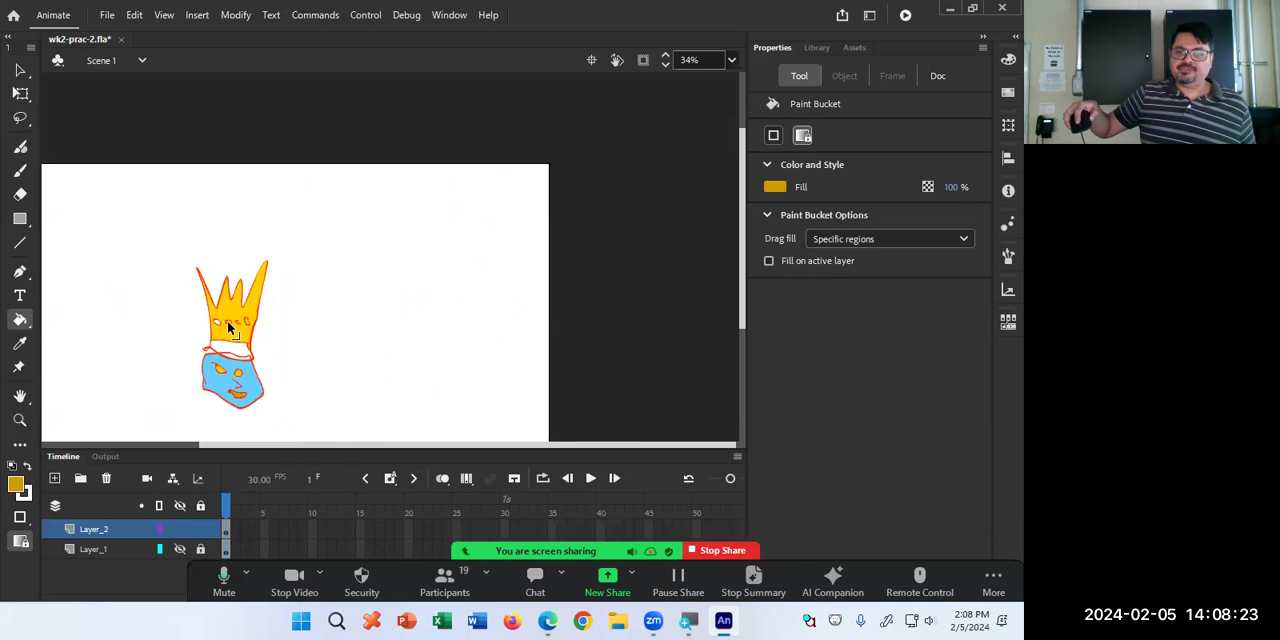 Animate File Edit View Insert Modify Text Commands Control Debug Window Help
wk2-prac-2.fla*
Scene 1 34%
Properties Library Assets
Tool Object Frame Doc
Paint Bucket
Color and Style
Fill 100 %
Paint Bucket Options
Drag fill Specific regions
Fill on active layer
Timeline Output
30.00 FPS 1 F
1s
5 10 15 20 25 30 35 40 45 50
Layer_2
Layer_1
You are screen sharing Stop Share
19
Mute Stop Video Security Participants Chat New Share Pause Share Stop Summary AI Companion Remote Control More
2:08 PM
2/5/2024
2024-02-05 14:08:23